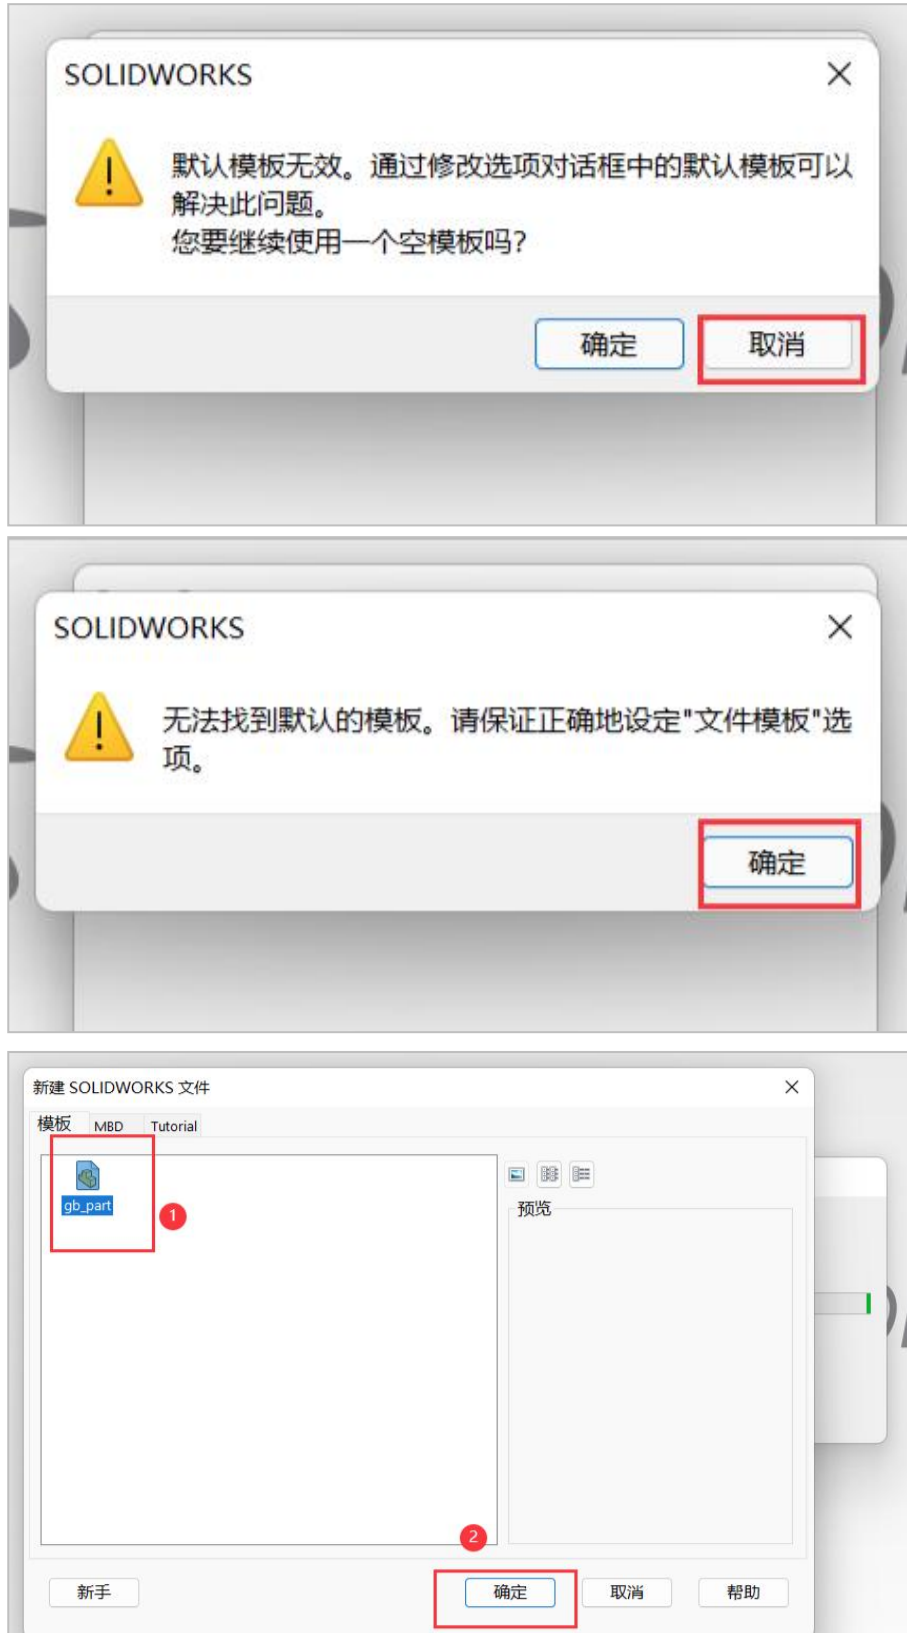 SOLIDWORKS
默认模板无效。通过修改选项对话框中的默认模板可以
解决此问题。
您要继续使用一个空模板吗?
确定
取消
SOLIDWORKS
无法找到默认的模板。请保证正确地设定"文件模板"选
项。
确定
新建 SOLIDWORKS 文件
模板 MBD Tutorial
gb_part
1
预览
2
新手
确定
取消
帮助